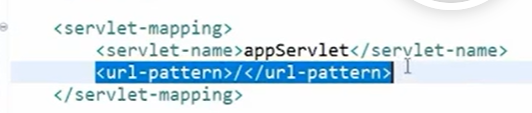 <servlet-mapping>
<servlet-name>appServlet</servlet-name>
<url-pattern>/</url-pattern>
</servlet-mapping>